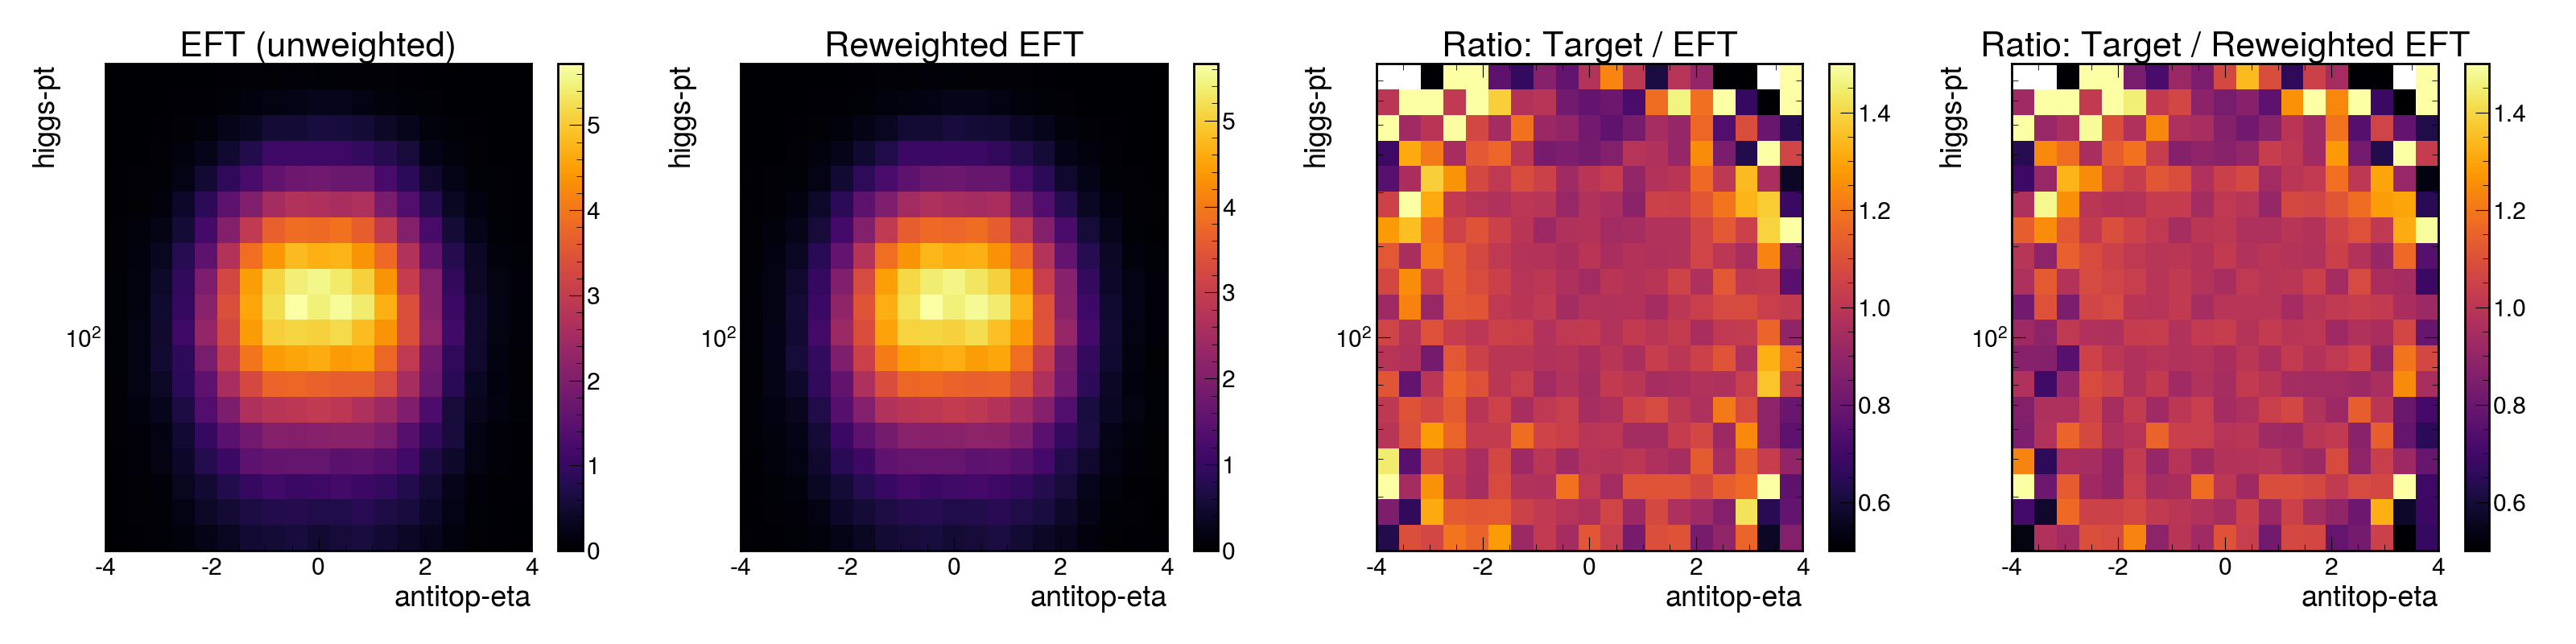 EFT (unweighted)
higgs-pt
10²
-4 -2 0 2 4
antitop-eta
5
4
3
2
1
0
Reweighted EFT
higgs-pt
10²
-4 -2 0 2 4
antitop-eta
5
4
3
2
1
0
Ratio: Target / EFT
higgs-pt
10²
-4 -2 0 2 4
antitop-eta
1.4
1.2
1.0
0.8
0.6
Ratio: Target / Reweighted EFT
higgs-pt
10²
-4 -2 0 2 4
antitop-eta
1.4
1.2
1.0
0.8
0.6